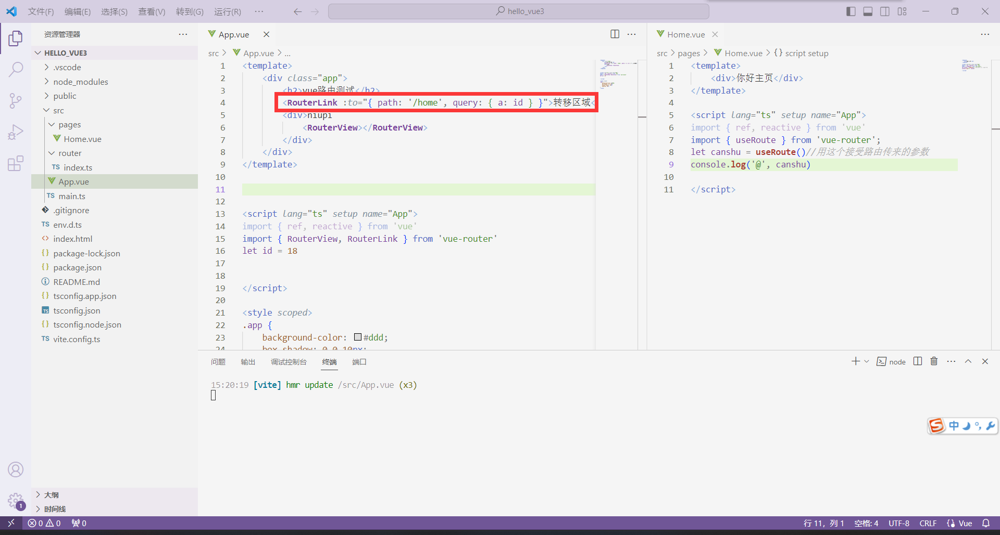 文件(F) 编辑(E) 选择(S) 查看(V) 转到(G) 运行(R) ··· hello_vue3
资源管理器 ···
HELLO_VUE3
.vscode
node_modules
public
src
pages
Home.vue
router
TS index.ts
App.vue
TS main.ts
.gitignore
TS env.d.ts
<> index.html
{} package-lock.json
{} package.json
README.md
{} tsconfig.app.json
TS tsconfig.json
{} tsconfig.node.json
TS vite.config.ts
大纲
时间线
App.vue
src > App.vue > ...
1 <template>
2 <div class="app">
3 <h2>vue路由测试</h2>
4 <RouterLink :to="{ path: '/home', query: { a: id } }">转移区域<
5 <div>niupi
6 <RouterView></RouterView>
7 </div>
8 </div>
9 </template>
10
11
12
13 <script lang="ts" setup name="App">
14 import { ref, reactive } from 'vue'
15 import { RouterView, RouterLink } from 'vue-router'
16 let id = 18
17
18
19 </script>
20
21 <style scoped>
22 .app {
23 background-color: #ddd;
24 box-shadow: 0 0 10px;
Home.vue
src > pages > Home.vue > {} script setup
1 <template>
2 <div>你好主页</div>
3 </template>
4
5 <script lang="ts" setup name="App">
6 import { ref, reactive } from 'vue'
7 import { useRoute } from 'vue-router';
8 let canshu = useRoute()//用这个接受路由传来的参数
9 console.log('@', canshu)
10
11 </script>
问题 输出 调试控制台 终端 端口 node
15:20:19 [vite] hmr update /src/App.vue (x3)
S 中
1
0 0 0 行 11，列 1 空格: 4 UTF-8 CRLF Vue